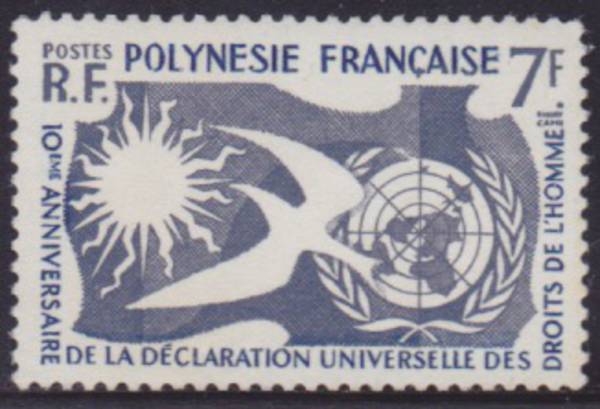 POSTES POLYNESIE FRANÇAISE 7F
R.F.
10ÈME ANNIVERSAIRE
DE LA DÉCLARATION UNIVERSELLE DES
DROITS DE L'HOMME.